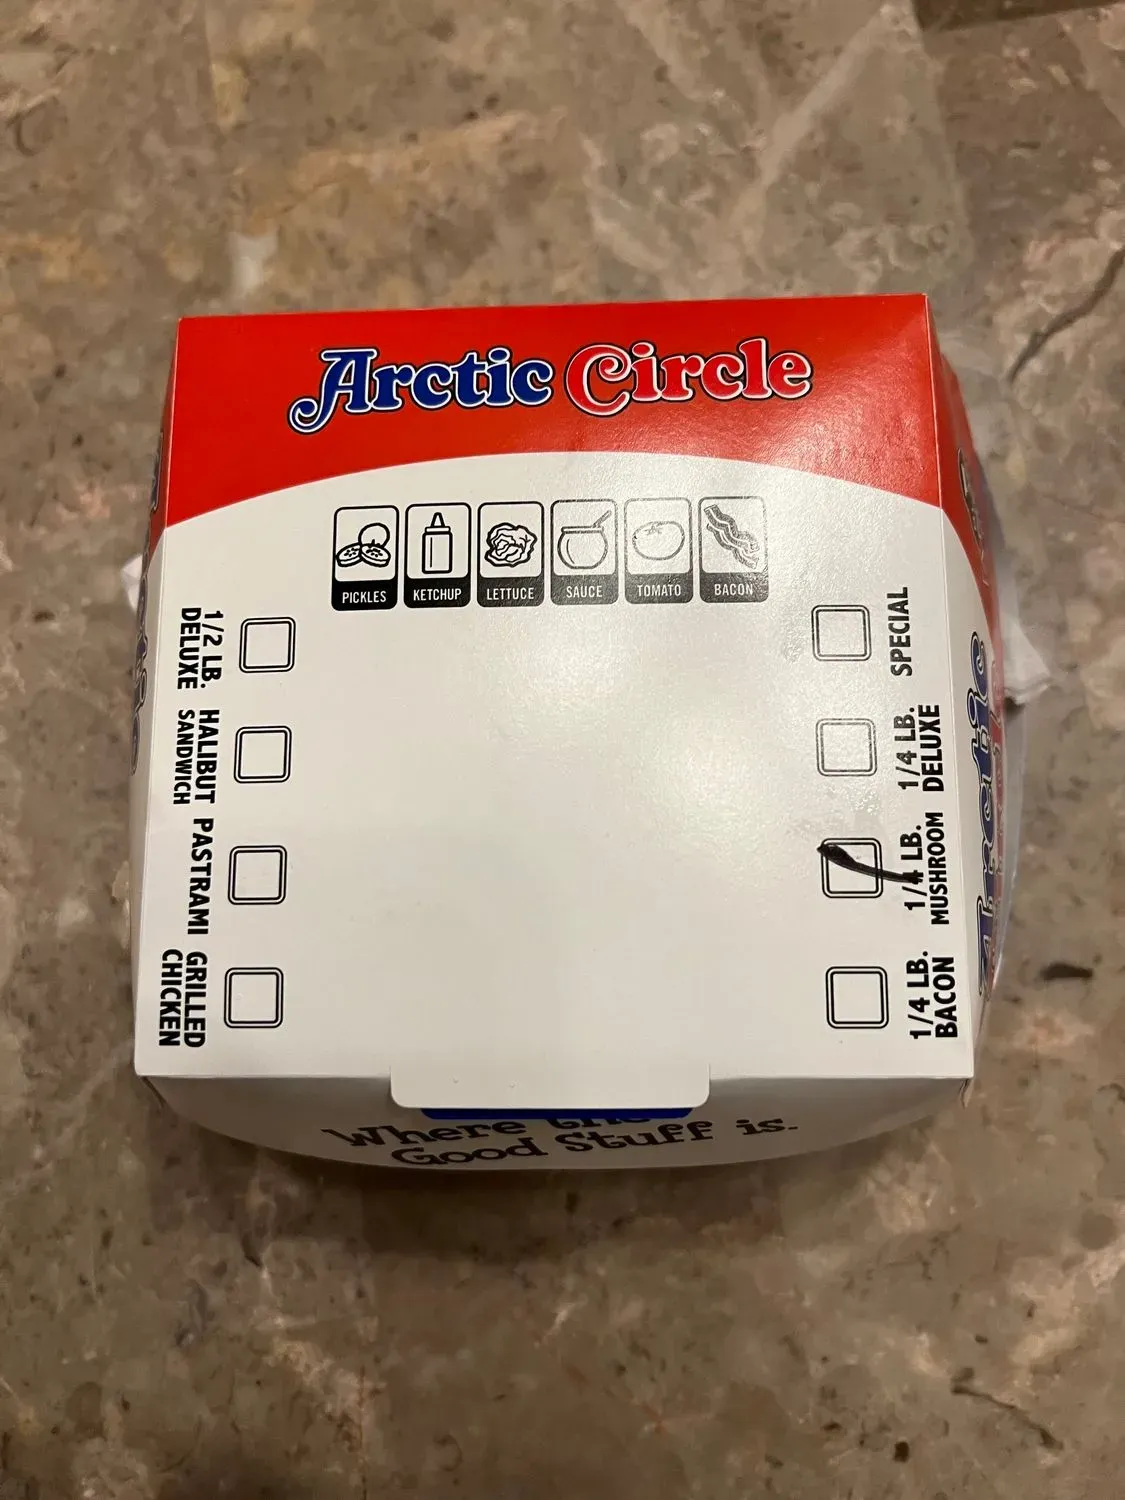 Arctic Circle
PICKLES KETCHUP LETTUCE SAUCE TOMATO BACON
1/2 LB.
DELUXE
HALIBUT
SANDWICH
PASTRAMI
GRILLED
CHICKEN
SPECIAL
1/4 LB.
DELUXE
1/4 LB.
MUSHROOM
1/4 LB.
BACON
Where the
Good Stuff is.
Arctic